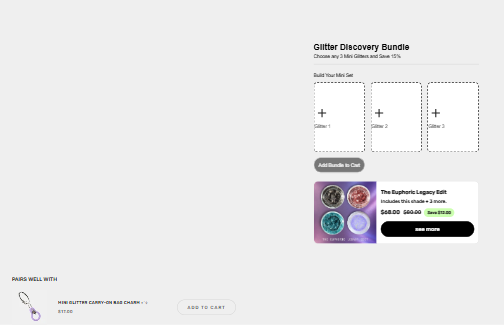 Glitter Discovery Bundle
Choose any 3 Mini Glitters and Save 15%
Build Your Mini Set
Glitter 1
Glitter 2
Glitter 3
Add Bundle to Cart
The Euphoric Legacy Edit
Includes this shade + 3 more.
$68.00 $80.00 Save $12.00
see more
PAIRS WELL WITH
MINI GLITTER CARRY-ON BAG CHARM
$17.00
ADD TO CART